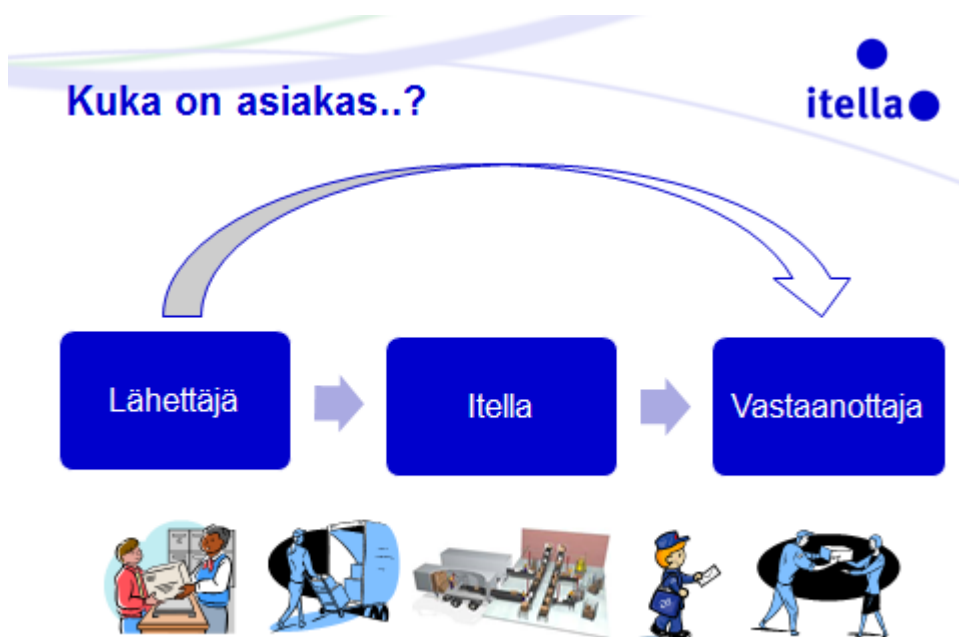 Kuka on asiakas..?
itella
Lähettäjä
Itella
Vastaanottaja